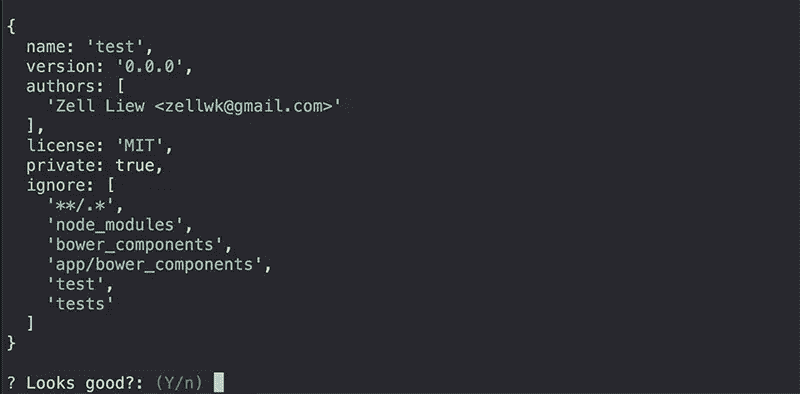 {
  name: 'test',
  version: '0.0.0',
  authors: [
    'Zell Liew <zellwk@gmail.com>'
  ],
  license: 'MIT',
  private: true,
  ignore: [
    '**/.*',
    'node_modules',
    'bower_components',
    'app/bower_components',
    'test',
    'tests'
  ]
}
? Looks good?: (Y/n)